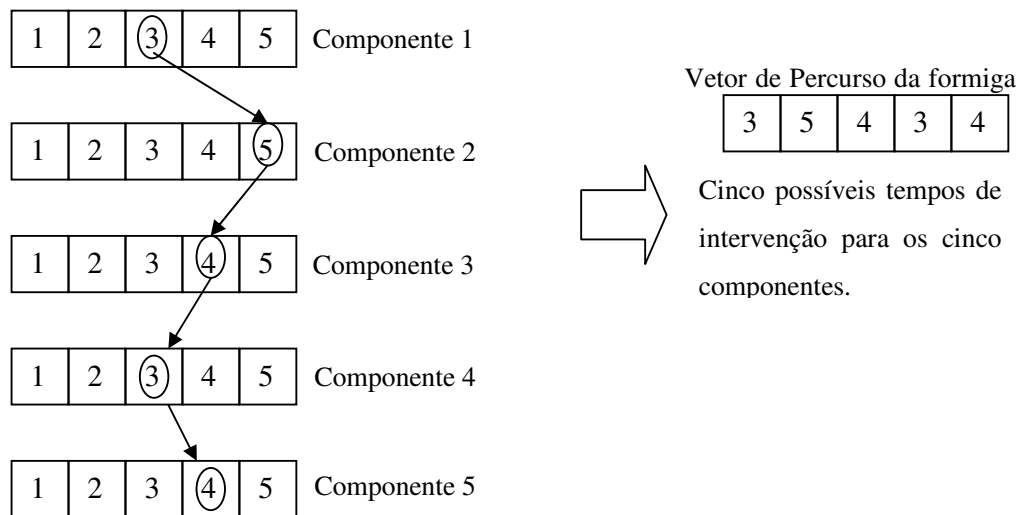 1 2 3 4 5 Componente 1
1 2 3 4 5 Componente 2
1 2 3 4 5 Componente 3
1 2 3 4 5 Componente 4
1 2 3 4 5 Componente 5
Vetor de Percurso da formiga
3 5 4 3 4
Cinco possíveis tempos de
intervenção para os cinco
componentes.